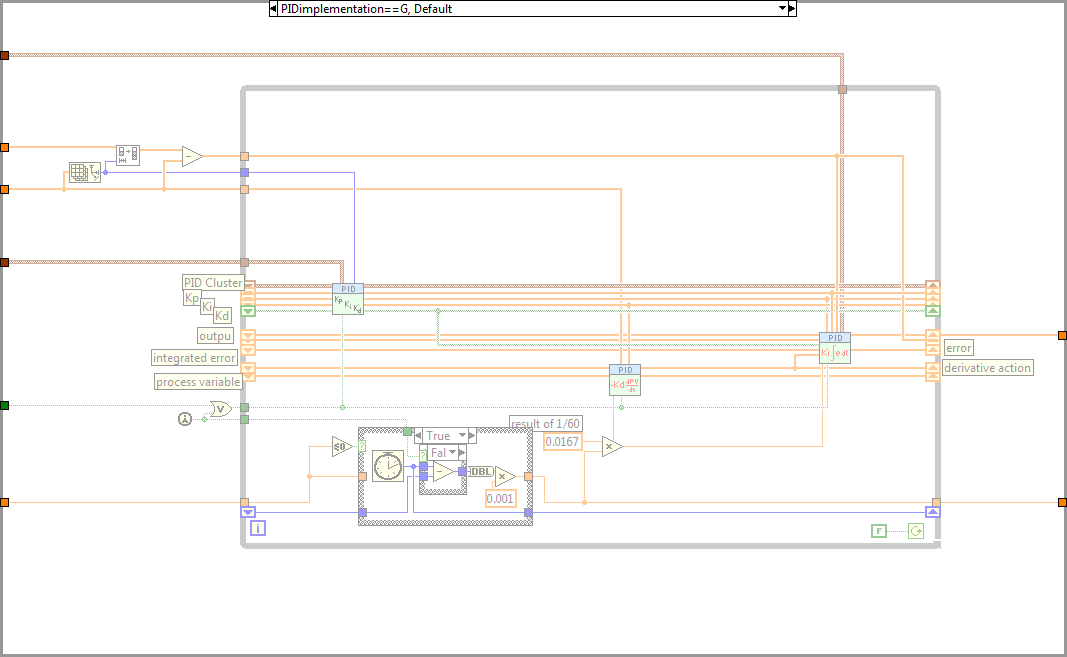 PIDimplementation==G, Default
PID Cluster
Kp
Ki
Kd
PID
Kp
Ki
Kd
outpu
integrated error
process variable
PID
Ki∫e dt
error
PID
-Kd dPV/dt
derivative action
V
result of 1/60
True
≤0
?
Fal
?
DBL
0.0167
0.001
i
F